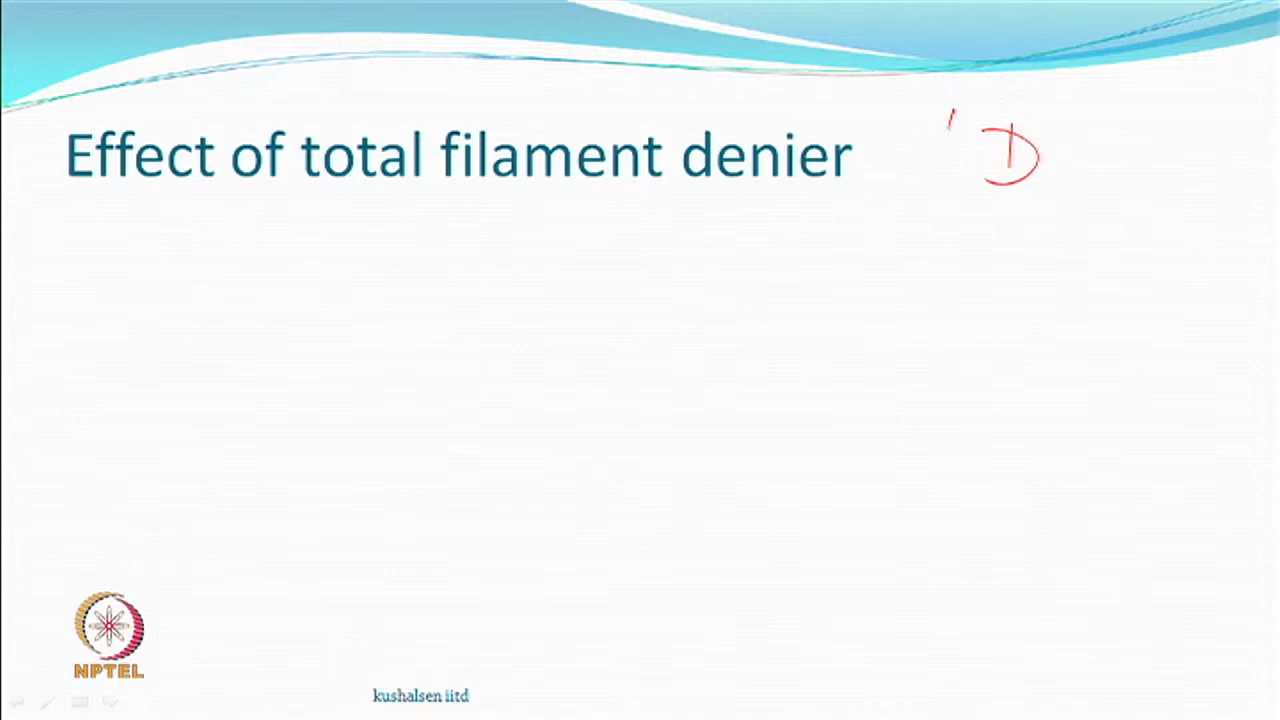 Effect of total filament denier
'D
NPTEL
kushalsen iitd